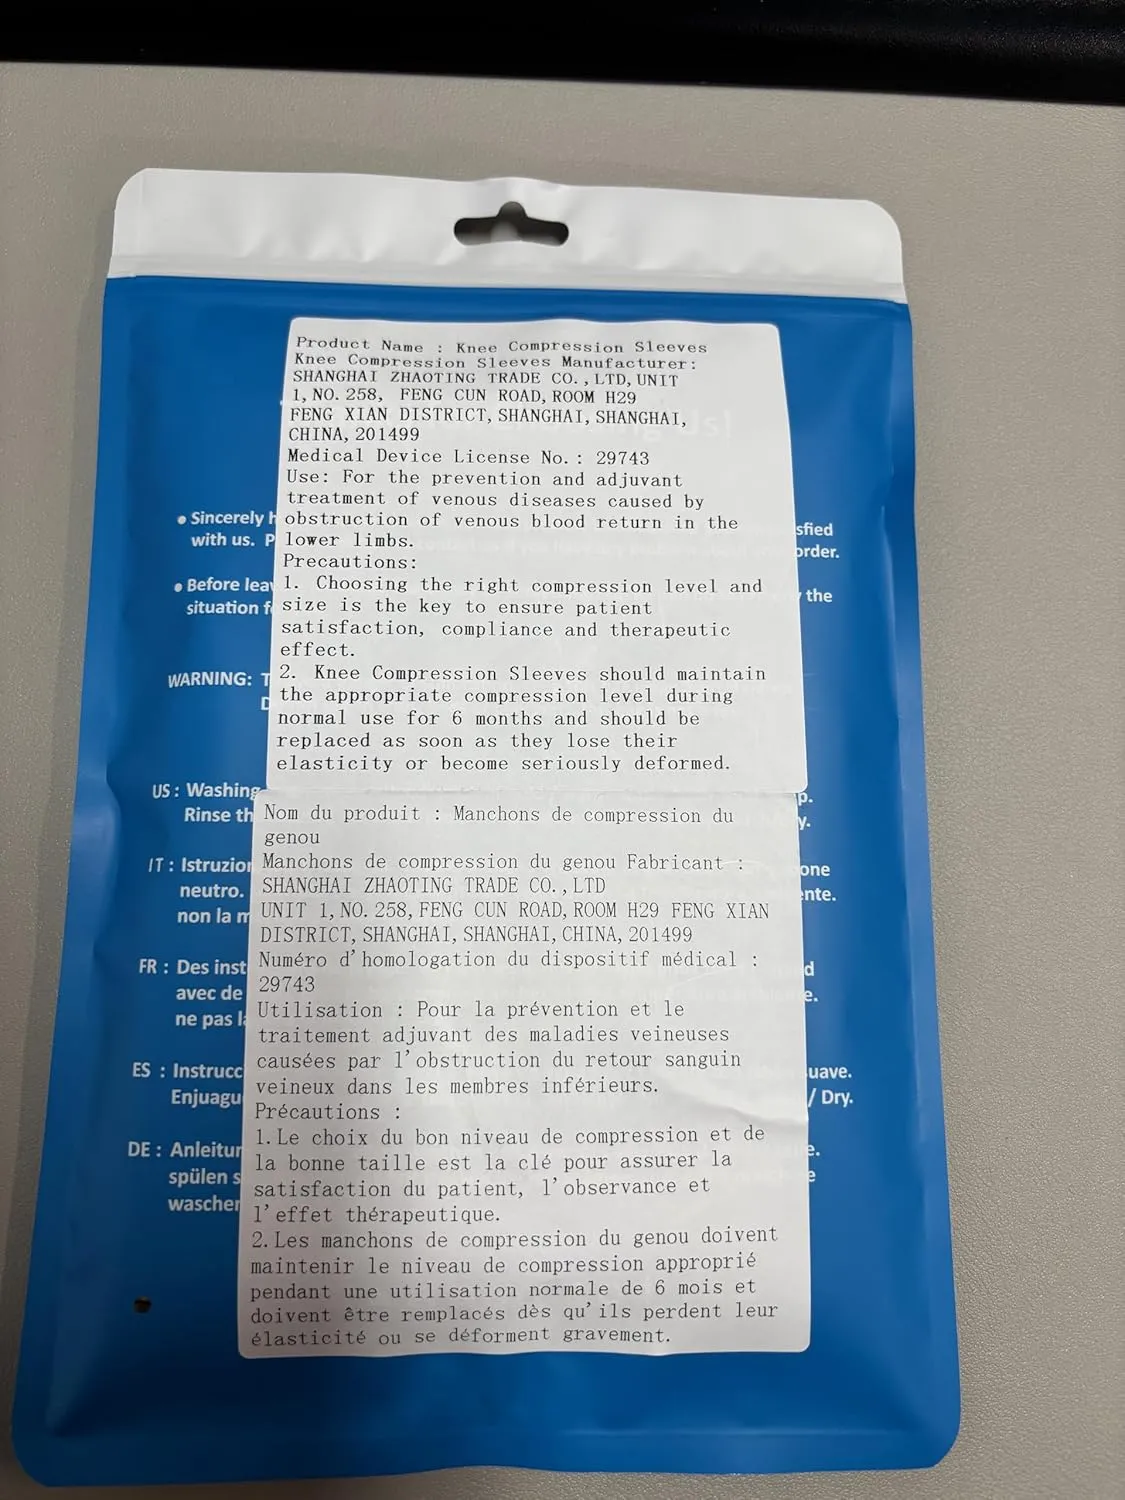 Product Name : Knee Compression Sleeves
Knee Compression Sleeves Manufacturer:
SHANGHAI ZHAOTING TRADE CO.,LTD,UNIT
1,NO.258, FENG CUN ROAD,ROOM H29
FENG XIAN DISTRICT,SHANGHAI,SHANGHAI,
CHINA,201499
Medical Device License No.: 29743
Use: For the prevention and adjuvant
treatment of venous diseases caused by
obstruction of venous blood return in the
lower limbs.
Precautions:
1. Choosing the right compression level and
size is the key to ensure patient
satisfaction, compliance and therapeutic
effect.
2. Knee Compression Sleeves should maintain
the appropriate compression level during
normal use for 6 months and should be
replaced as soon as they lose their
elasticity or become seriously deformed.
Nom du produit : Manchons de compression du
genou
Manchons de compression du genou Fabricant :
SHANGHAI ZHAOTING TRADE CO.,LTD
UNIT 1,NO.258,FENG CUN ROAD,ROOM H29 FENG XIAN
DISTRICT,SHANGHAI,SHANGHAI,CHINA,201499
Numéro d'homologation du dispositif médical :
29743
Utilisation : Pour la prévention et le
traitement adjuvant des maladies veineuses
causées par l'obstruction du retour sanguin
veineux dans les membres inférieurs.
Précautions :
1.Le choix du bon niveau de compression et de
la bonne taille est la clé pour assurer la
satisfaction du patient, l'observance et
l'effet thérapeutique.
2.Les manchons de compression du genou doivent
maintenir le niveau de compression approprié
pendant une utilisation normale de 6 mois et
doivent être remplacés dès qu'ils perdent leur
élasticité ou se déforment gravement.
• Sincerely
with us.
order.
• Before
situation
the
WARNING:
US : Washing
Rinse
IT : 
neutro.
non la
FR : Des
avec de
ne pas
ES :
/ Dry.
DE :
spülen